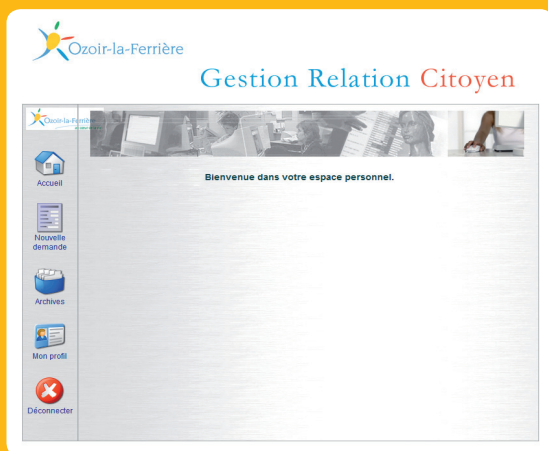 Ozoir-la-Ferrière
Gestion Relation Citoyen
Ozoir-la-Ferrière
Bienvenue dans votre espace personnel.
Accueil
Nouvelle
demande
Archives
Mon profil
Déconnecter